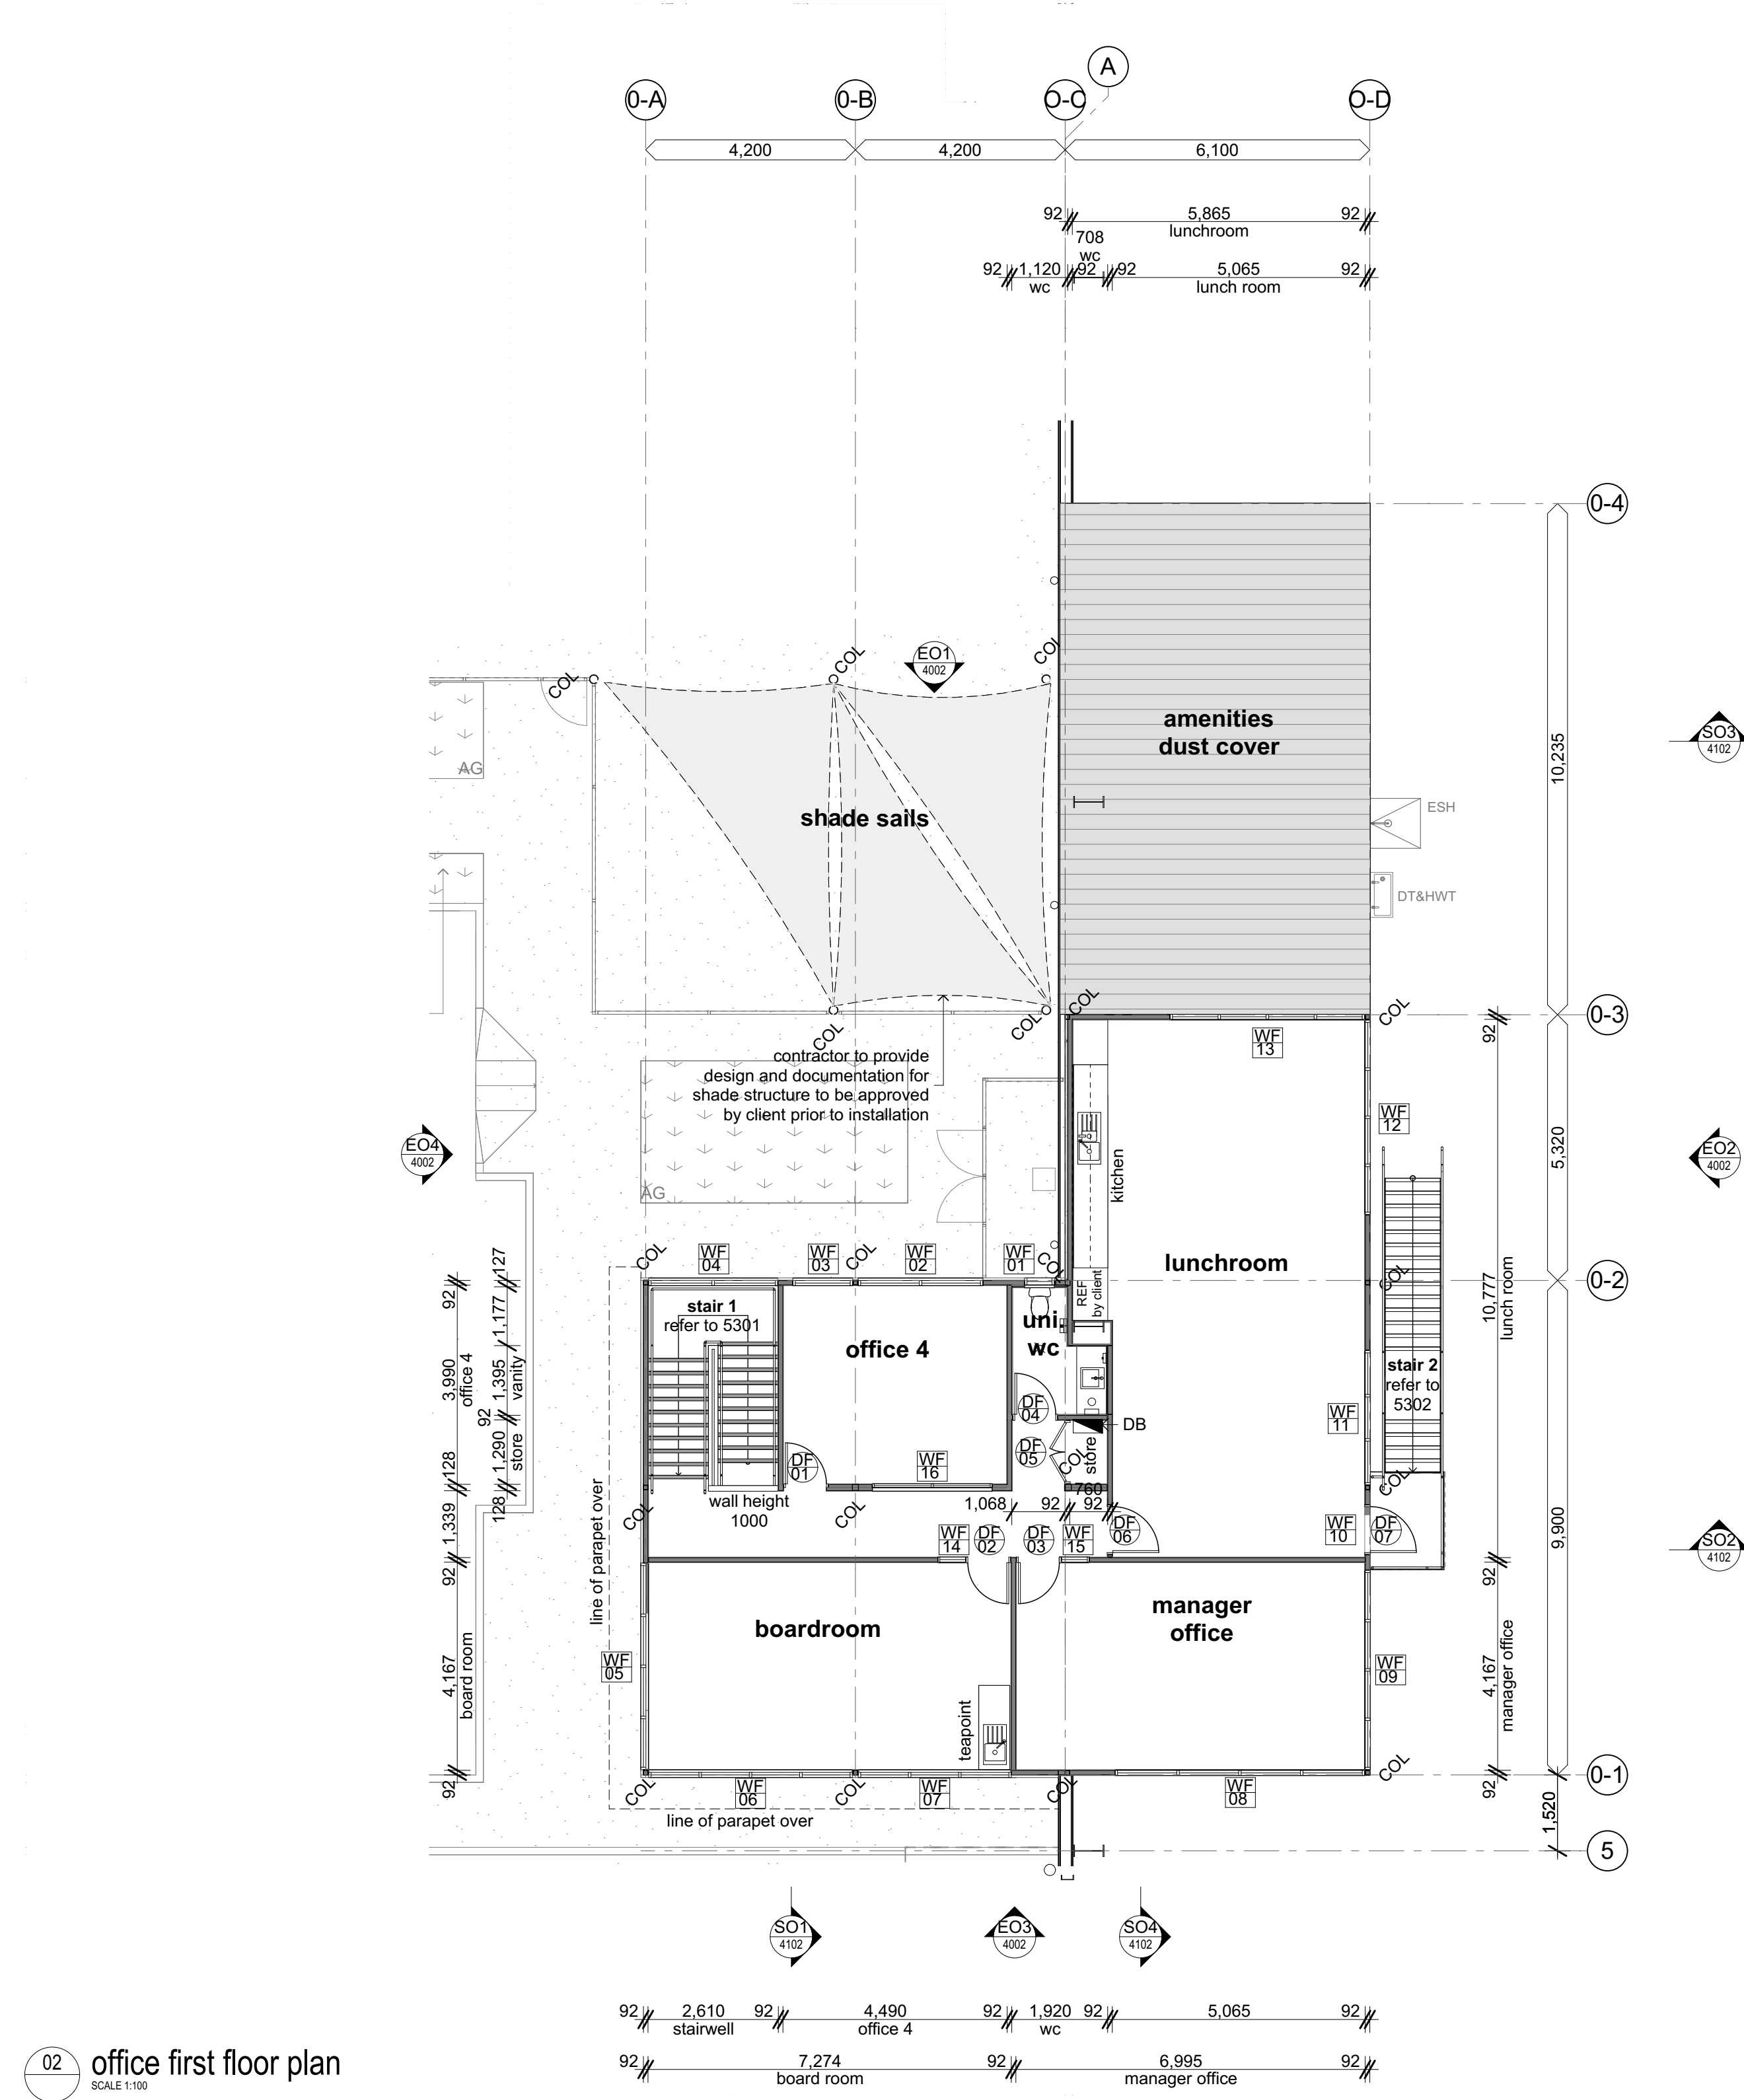 A
0-A
0-B
O-C
O-D
4,200
4,200
6,100
92
5,865
92
lunchroom
708
wc
92
1,120
92
92
5,065
92
wc
lunch room
0-4
COL
COL
COL
EO1
4002
amenities
dust cover
SO3
4102
10,235
AG
shade sails
ESH
DT&HWT
COL
COL
COL
COL
0-3
92
WF
13
contractor to provide
design and documentation for
shade structure to be approved
by client prior to installation
WF
12
EO4
4002
kitchen
5,320
EO2
4002
AG
COL
WF
04
WF
03
COL
WF
02
WF
01
COL
lunchroom
COL
0-2
127
92
1,177
stair 1
refer to 5301
REF
by client
uni.
wc
office 4
10,777
lunch room
3,990
office 4
1,395
vanity
stair 2
refer to
5302
92
DF
04
WF
11
DB
1,290
store
128
128
DF
01
WF
16
DF
05
COL
store
COL
760
wall height
1000
COL
COL
1,068
92
92
1,339
WF
14
DF
02
DF
03
WF
15
DF
06
WF
10
DF
07
9,900
SO2
4102
92
92
line of parapet over
boardroom
manager
office
WF
05
WF
09
4,167
board room
4,167
manager office
teapoint
92
COL
WF
06
COL
WF
07
COL
WF
08
COL
92
0-1
line of parapet over
1,520
5
SO1
4102
EO3
4002
SO4
4102
92
2,610
92
4,490
92
1,920
92
5,065
92
stairwell
office 4
wc
92
7,274
92
6,995
92
board room
manager office
02
office first floor plan
SCALE 1:100